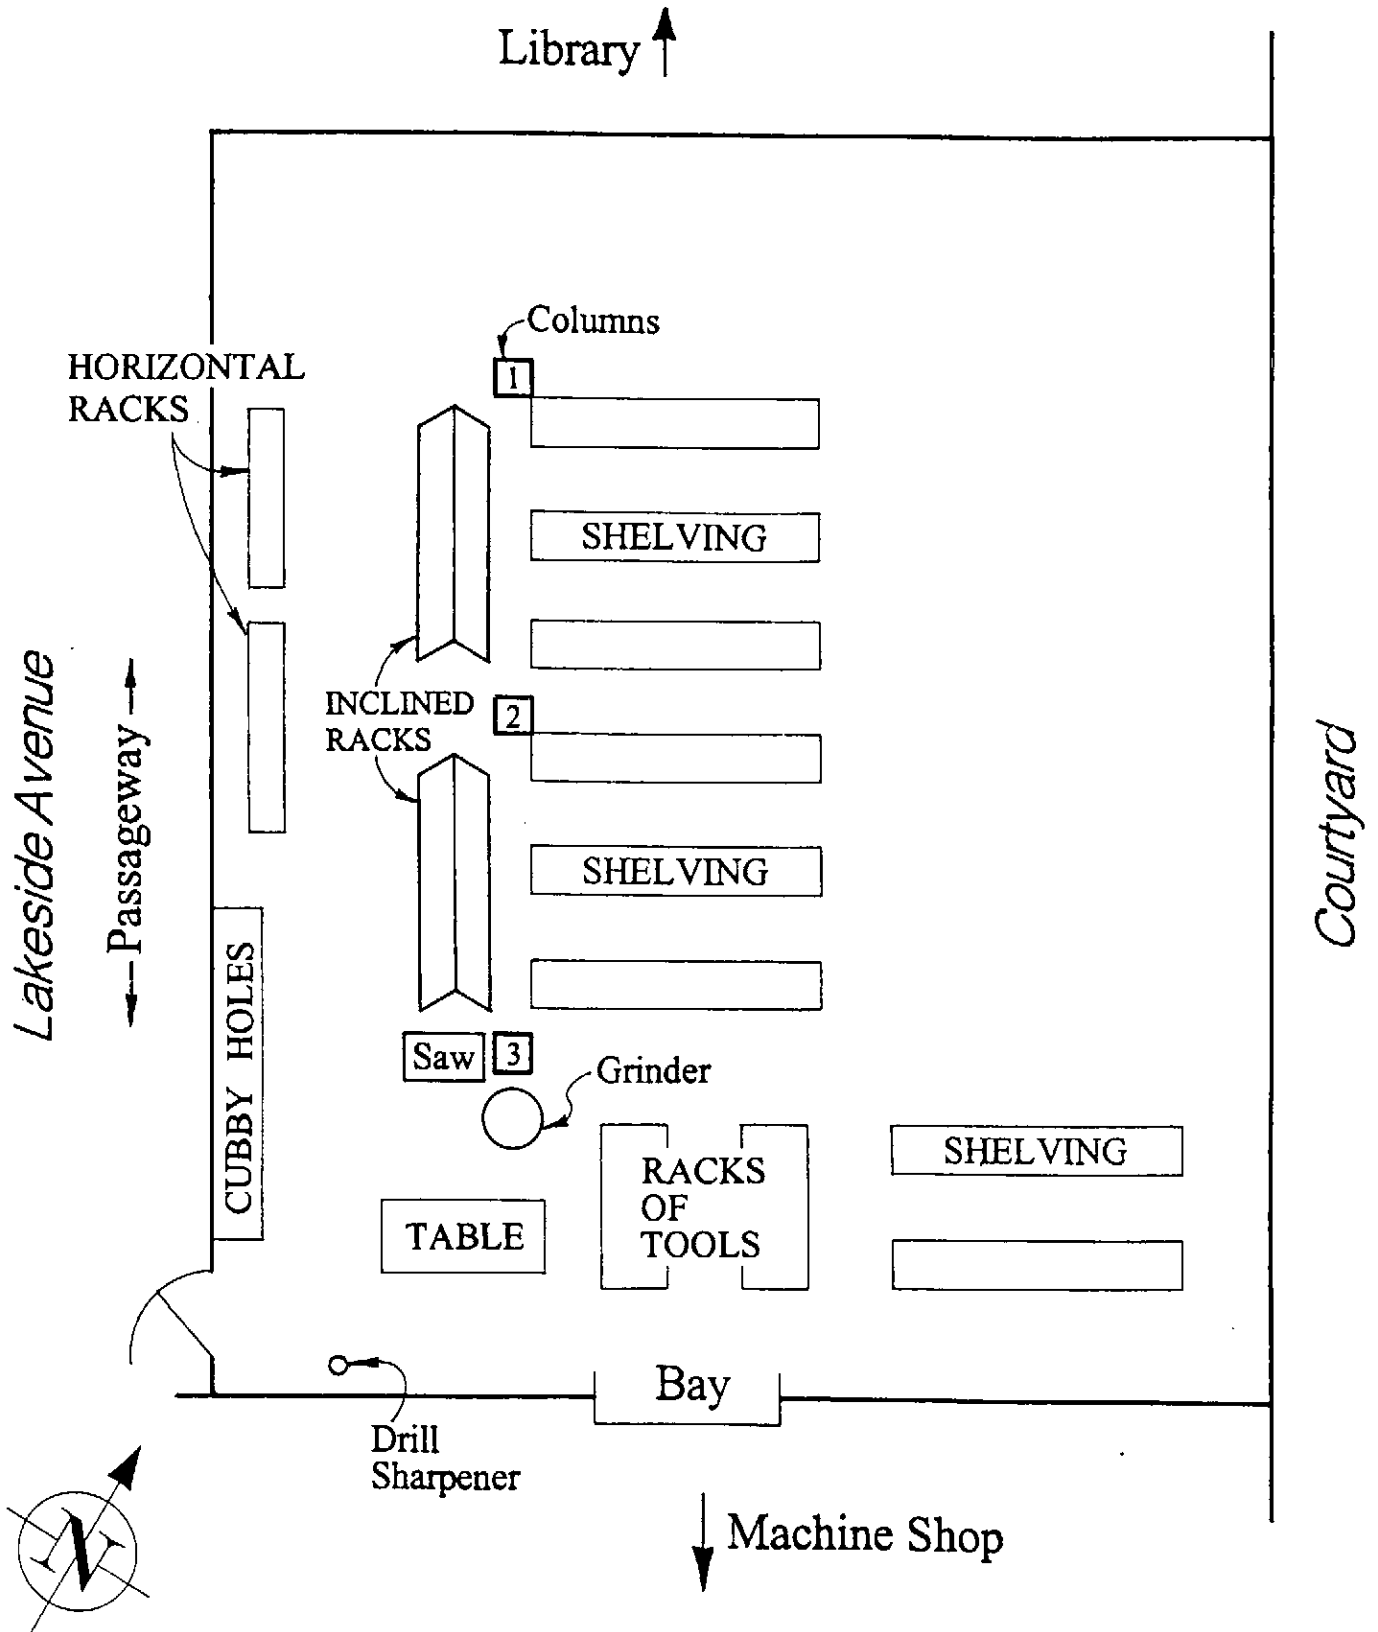 Library
Columns
1
HORIZONTAL
RACKS
SHELVING
INCLINED
RACKS
2
Lakeside Avenue
Passageway
Courtyard
SHELVING
CUBBY HOLES
Saw
3
Grinder
RACKS
OF
TOOLS
SHELVING
TABLE
Bay
Drill
Sharpener
Machine Shop
N